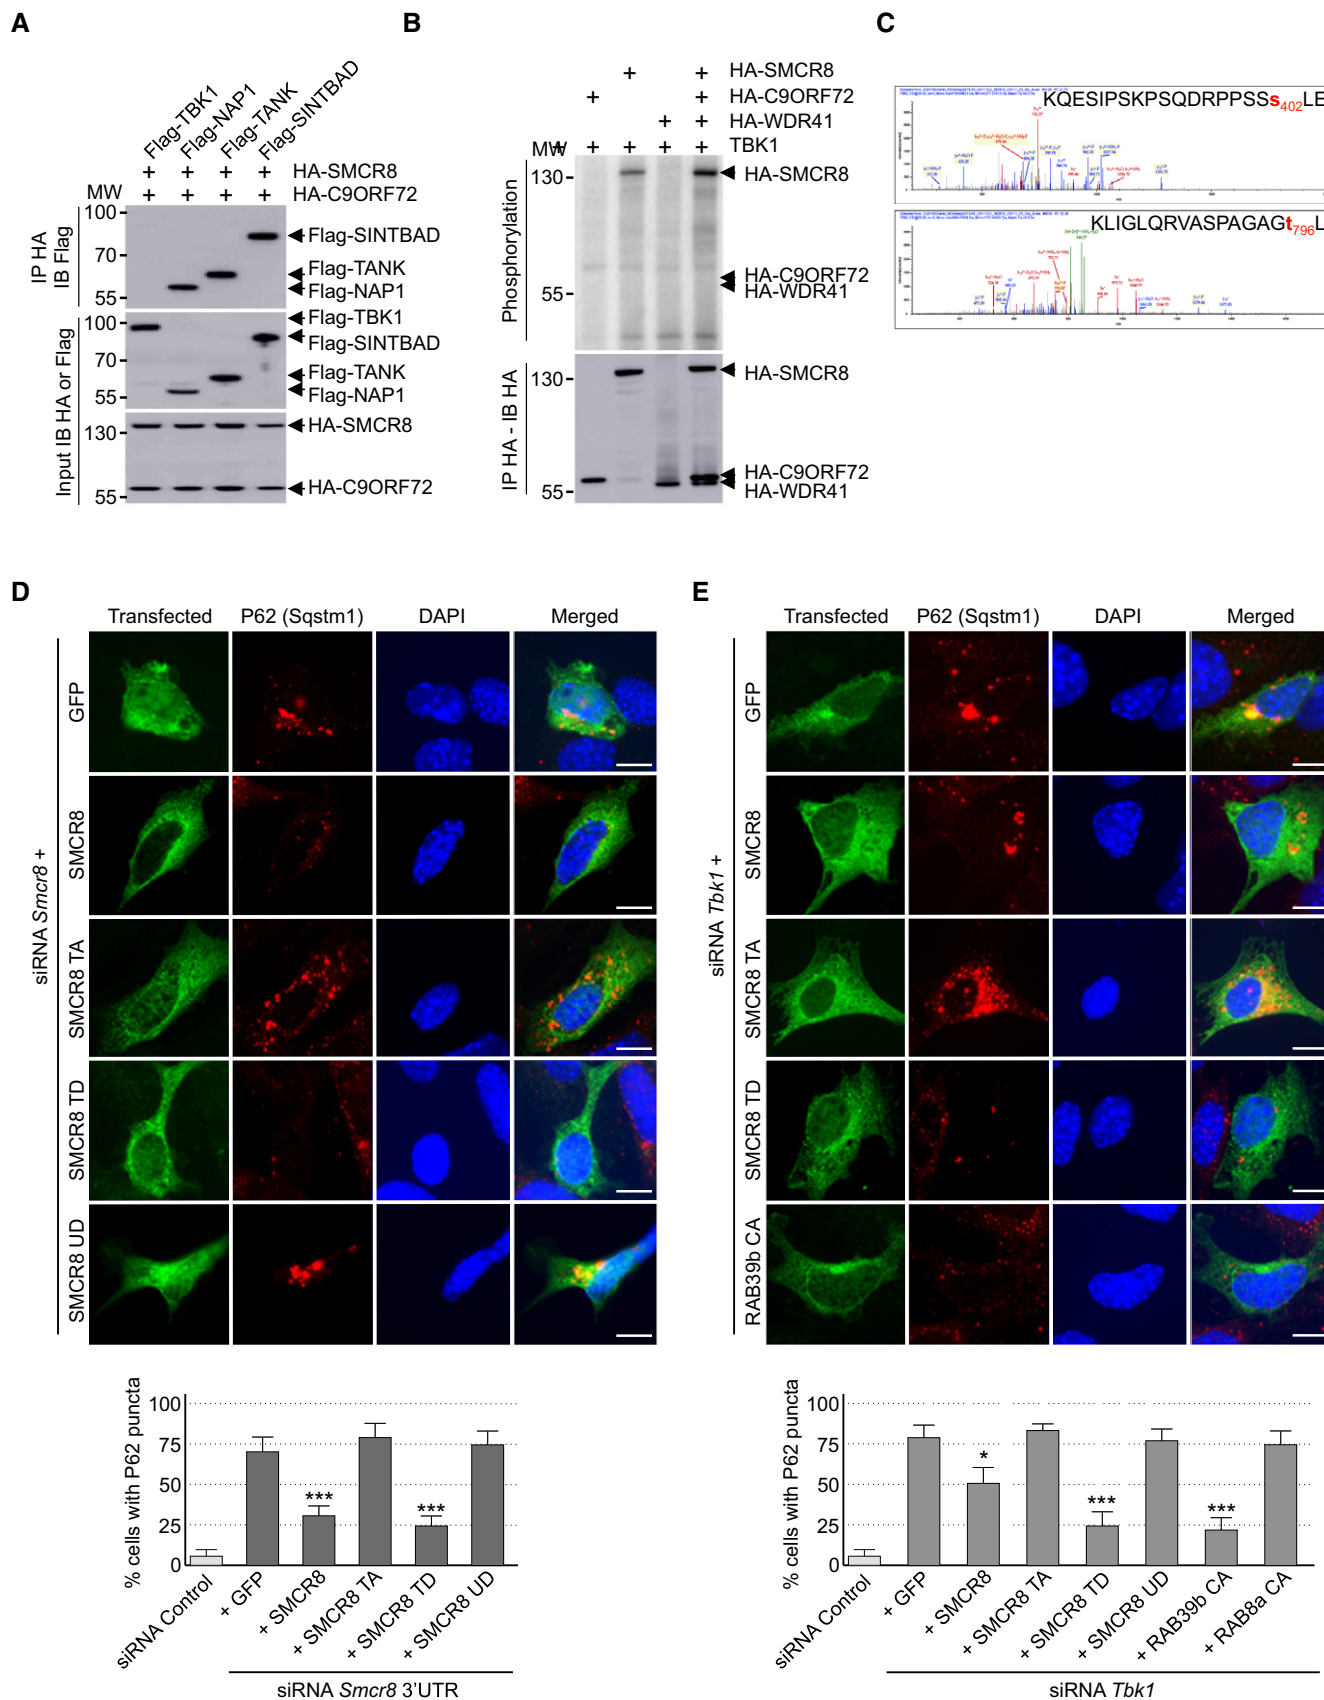 A
Flag-TBK1
Flag-NAP1
Flag-TANK
Flag-SINTBAD
+ + + + HA-SMCR8
MW + + + + HA-C9ORF72
IP HA
IB Flag
100
70
55
Flag-SINTBAD
Flag-TANK
Flag-NAP1
Input IB HA or Flag
100
70
55
Flag-TBK1
Flag-SINTBAD
Flag-TANK
Flag-NAP1
130
55
HA-SMCR8
HA-C9ORF72
B
+ + HA-SMCR8
+ + HA-C9ORF72
+ + HA-WDR41
MW + + + + + TBK1
Phosphorylation
130
55
HA-SMCR8
HA-C9ORF72
HA-WDR41
IP HA - IB HA
130
55
HA-SMCR8
HA-C9ORF72
HA-WDR41
C
KQESIPSKPSQDRPPSSs402LE
KLIGLQRVASPAGAGt796L
D
Transfected P62 (Sqstm1) DAPI Merged
siRNA Smcr8 +
GFP
SMCR8
SMCR8 TA
SMCR8 TD
SMCR8 UD
% cells with P62 puncta
100
75
50
25
0
***
***
siRNA Control
+ GFP
+ SMCR8
+ SMCR8 TA
+ SMCR8 TD
+ SMCR8 UD
siRNA Smcr8 3'UTR
E
Transfected P62 (Sqstm1) DAPI Merged
siRNA Tbk1 +
GFP
SMCR8
SMCR8 TA
SMCR8 TD
RAB39b CA
% cells with P62 puncta
100
75
50
25
0
*
***
***
siRNA Control
+ GFP
+ SMCR8
+ SMCR8 TA
+ SMCR8 TD
+ SMCR8 UD
+ RAB39b CA
+ RAB8a CA
siRNA Tbk1